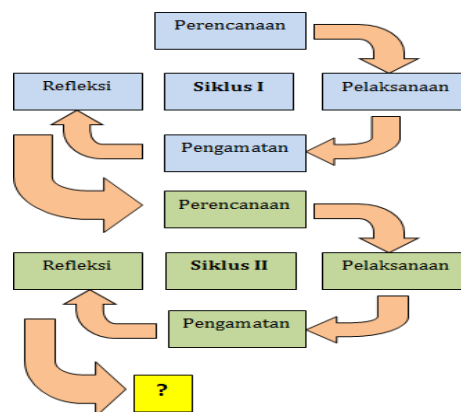 Perencanaan
Refleksi
Siklus I
Pelaksanaan
Pengamatan
Perencanaan
Refleksi
Siklus II
Pelaksanaan
Pengamatan
?